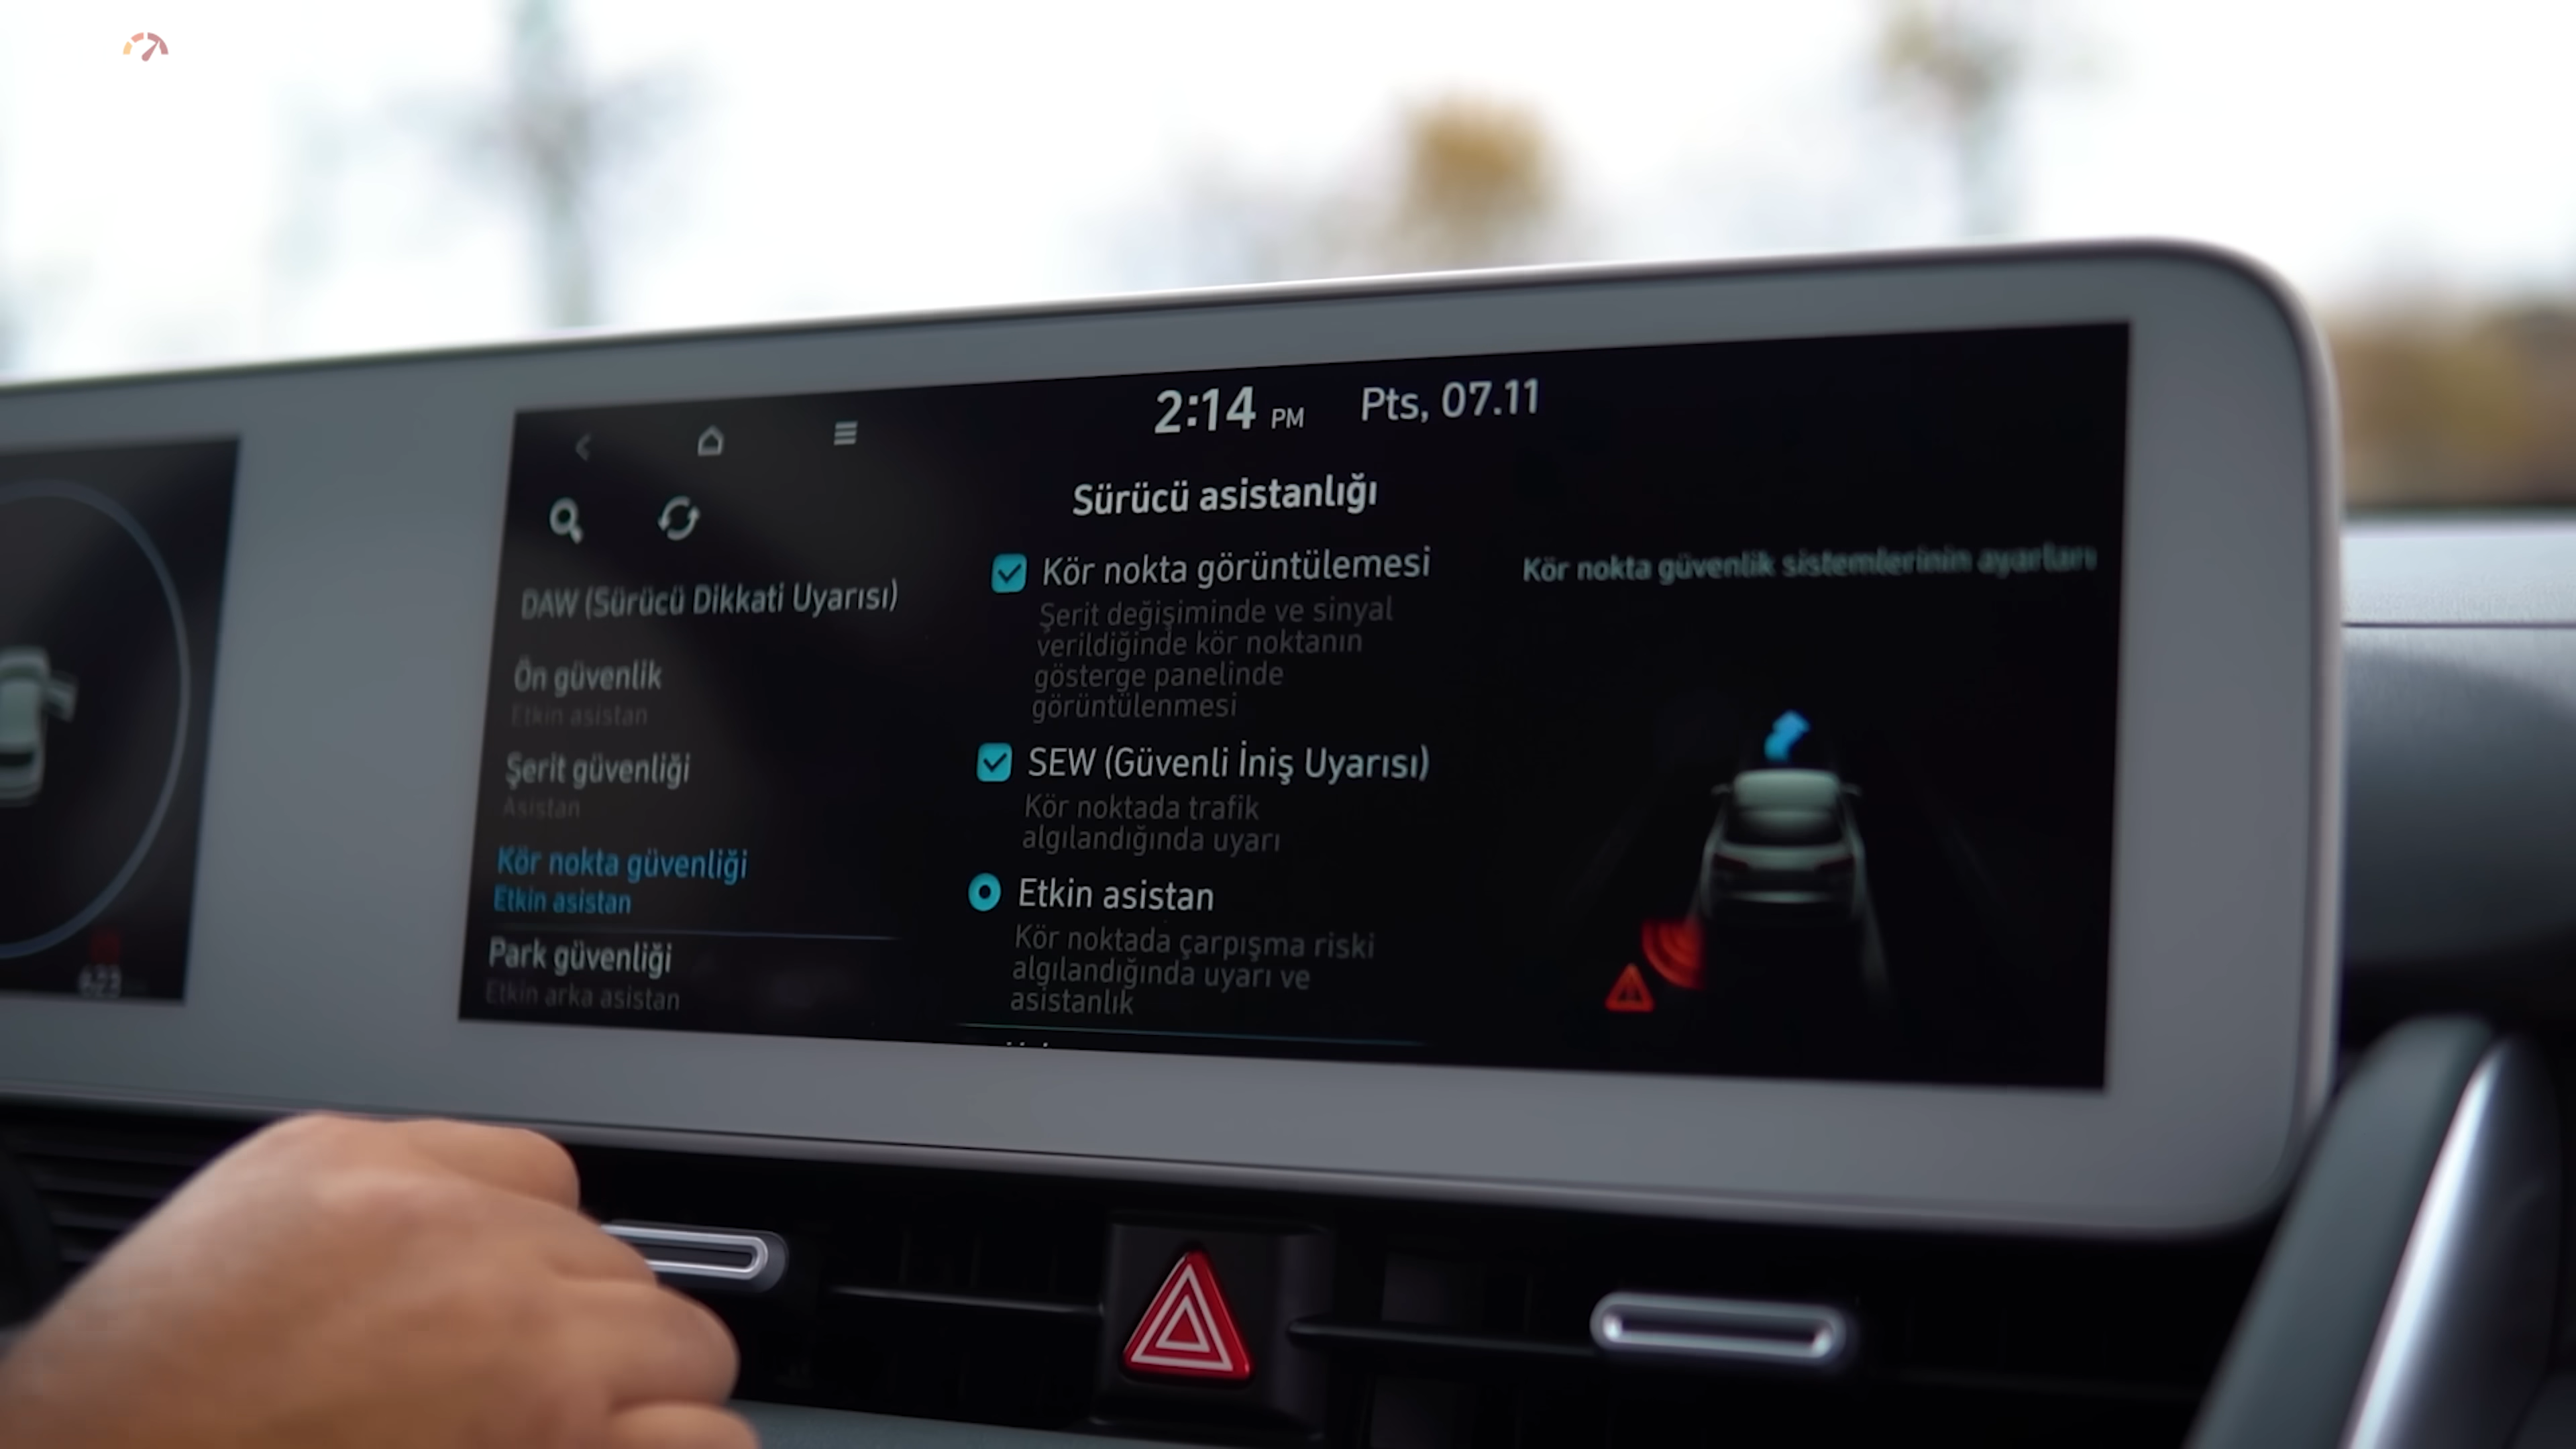 2:14 PM Pts, 07.11
Sürücü asistanlığı
DAW (Sürücü Dikkati Uyarısı)
Ön güvenlik
Etkin asistan
Şerit güvenliği
Asistan
Kör nokta güvenliği
Etkin asistan
Park güvenliği
Etkin arka asistan
Kör nokta görüntülemesi
Şerit değişiminde ve sinyal
verildiğinde kör noktanın
gösterge panelinde
görüntülenmesi
SEW (Güvenli İniş Uyarısı)
Kör noktada trafik
algılandığında uyarı
Etkin asistan
Kör noktada çarpışma riski
algılandığında uyarı ve
asistanlık
Kör nokta güvenlik sistemlerinin ayarları